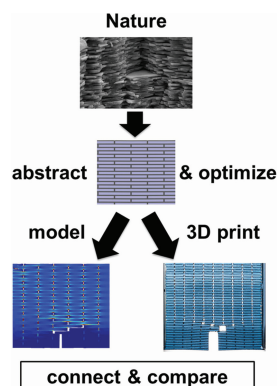 Nature
abstract & optimize
model 3D print
connect & compare